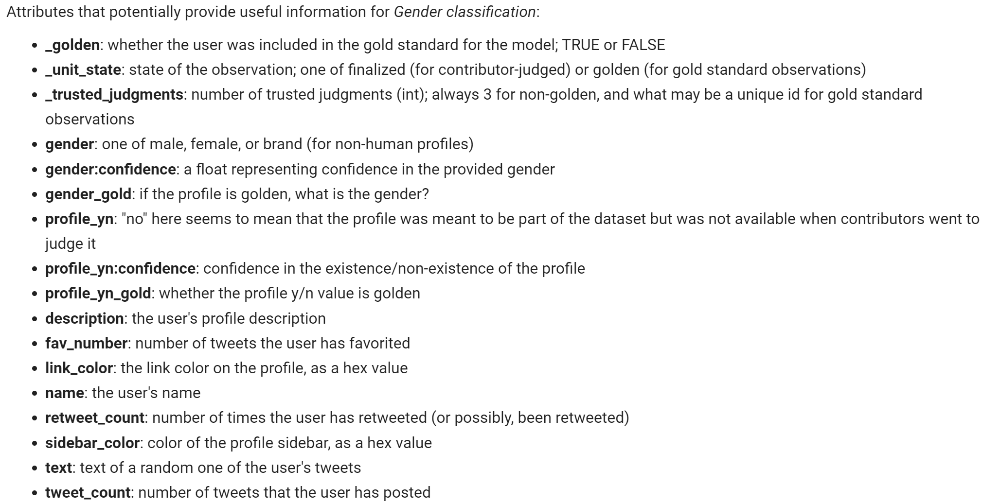 Attributes that potentially provide useful information for Gender classification:
• _golden: whether the user was included in the gold standard for the model; TRUE or FALSE
• _unit_state: state of the observation; one of finalized (for contributor-judged) or golden (for gold standard observations)
• _trusted_judgments: number of trusted judgments (int); always 3 for non-golden, and what may be a unique id for gold standard
observations
• gender: one of male, female, or brand (for non-human profiles)
• gender:confidence: a float representing confidence in the provided gender
• gender_gold: if the profile is golden, what is the gender?
• profile_yn: "no" here seems to mean that the profile was meant to be part of the dataset but was not available when contributors went to
judge it
• profile_yn:confidence: confidence in the existence/non-existence of the profile
• profile_yn_gold: whether the profile y/n value is golden
• description: the user's profile description
• fav_number: number of tweets the user has favorited
• link_color: the link color on the profile, as a hex value
• name: the user's name
• retweet_count: number of times the user has retweeted (or possibly, been retweeted)
• sidebar_color: color of the profile sidebar, as a hex value
• text: text of a random one of the user's tweets
• tweet_count: number of tweets that the user has posted